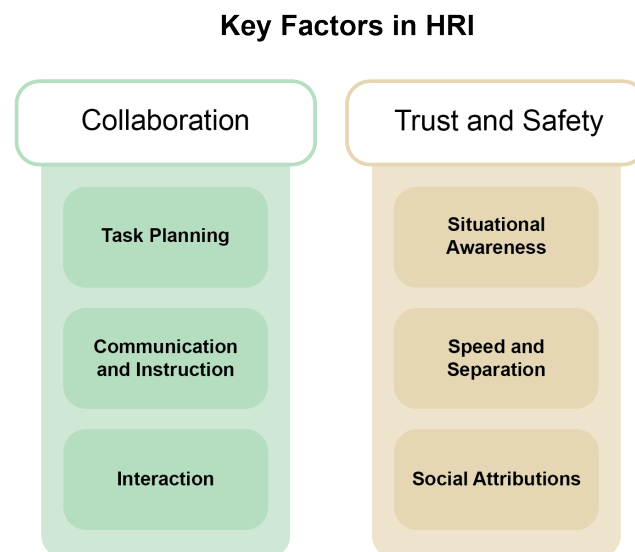 Key Factors in HRI
Collaboration
Task Planning
Communication
and Instruction
Interaction
Trust and Safety
Situational
Awareness
Speed and
Separation
Social Attributions